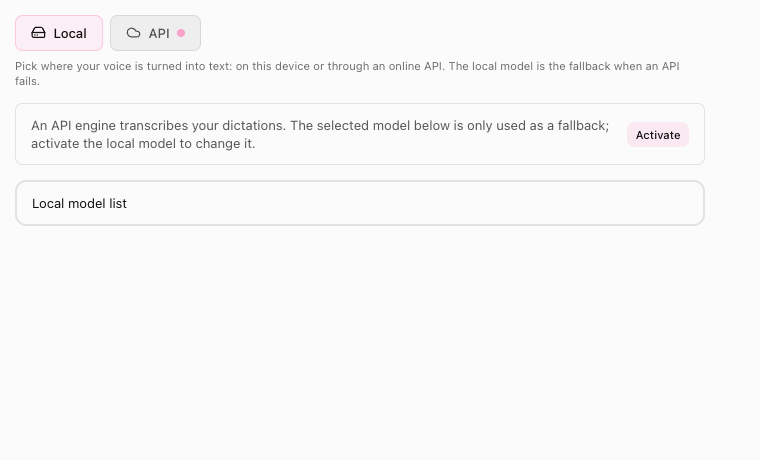 Local
API
Pick where your voice is turned into text: on this device or through an online API. The local model is the fallback when an API
fails.
An API engine transcribes your dictations. The selected model below is only used as a fallback;
activate the local model to change it.
Activate
Local model list